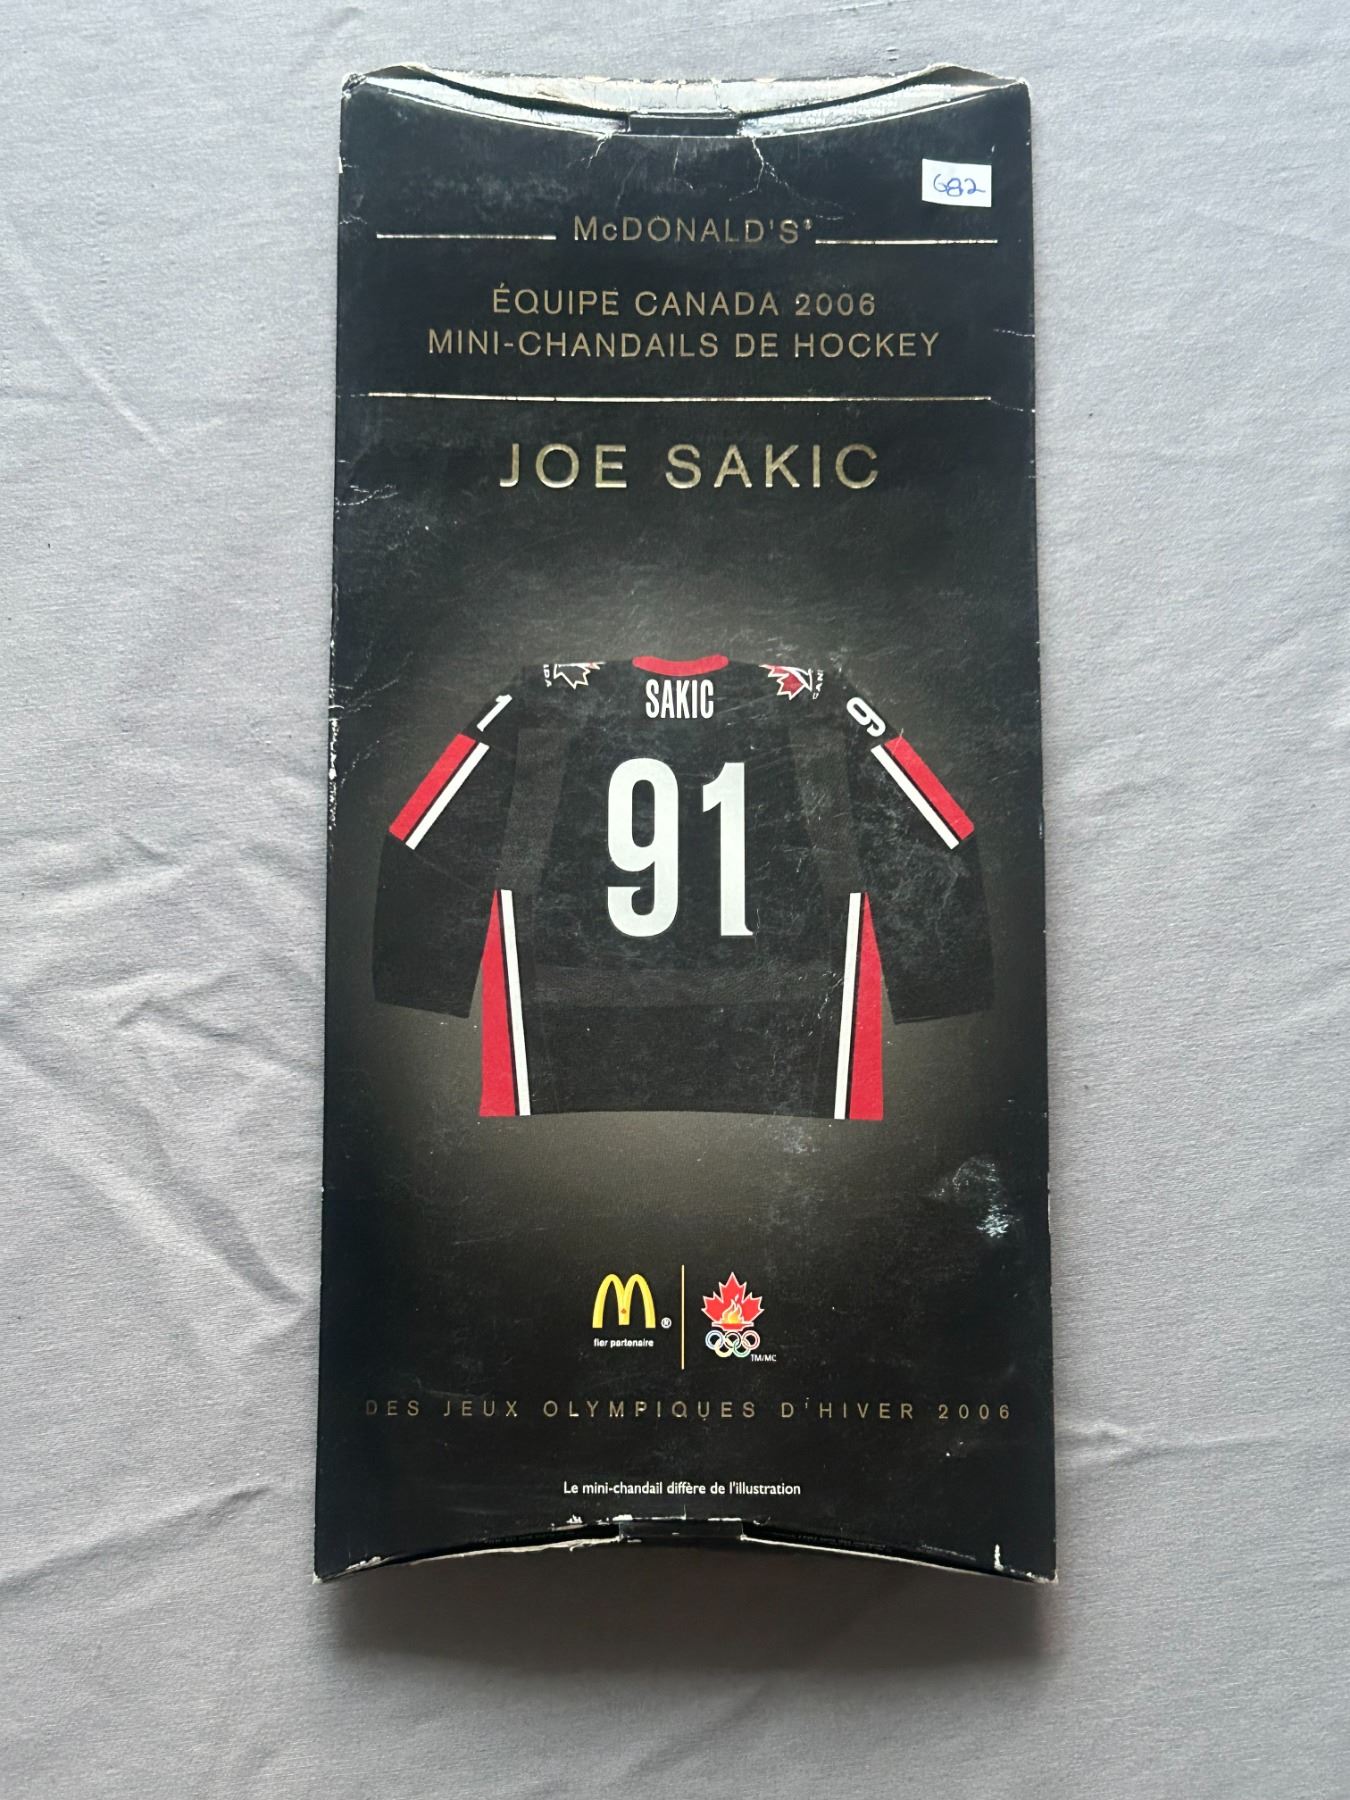 682
McDONALD'S®
ÉQUIPE CANADA 2006
MINI-CHANDAILS DE HOCKEY
JOE SAKIC
SAKIC
1
9
91
®
fier partenaire
TM/MC
DES JEUX OLYMPIQUES D'HIVER 2006
Le mini-chandail diffère de l'illustration